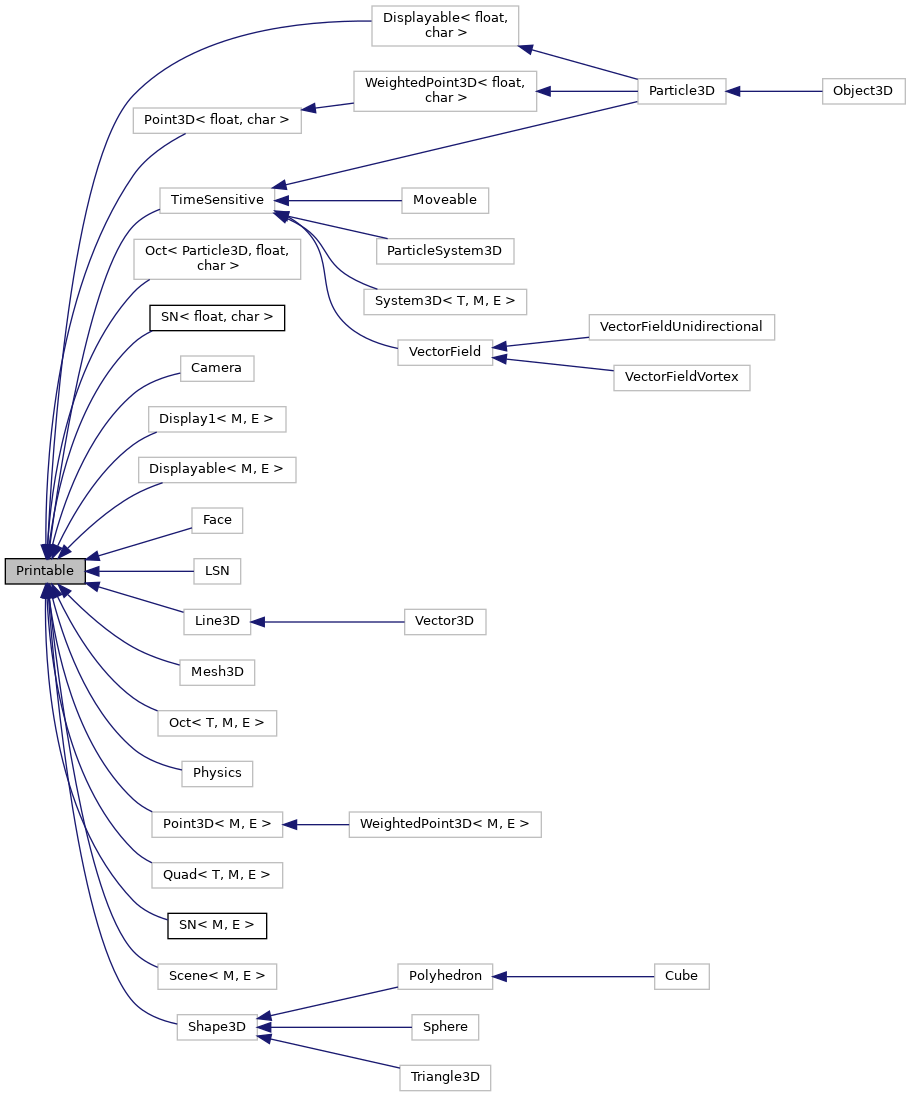 Displayable< float,
char >
WeightedPoint3D< float,
char >
Particle3D
Object3D
Point3D< float, char >
TimeSensitive
Moveable
Oct< Particle3D, float,
char >
ParticleSystem3D
System3D< T, M, E >
SN< float, char >
VectorFieldUnidirectional
VectorField
Camera
VectorFieldVortex
Display1< M, E >
Displayable< M, E >
Face
Printable
LSN
Line3D
Vector3D
Mesh3D
Oct< T, M, E >
Physics
Point3D< M, E >
WeightedPoint3D< M, E >
Quad< T, M, E >
SN< M, E >
Scene< M, E >
Polyhedron
Cube
Shape3D
Sphere
Triangle3D